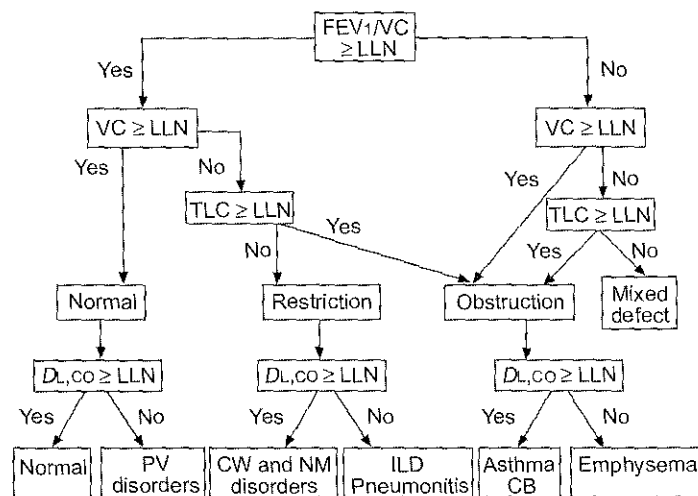 FEV1/VC
≥ LLN
Yes
No
VC ≥ LLN
VC ≥ LLN
Yes
No
Yes
No
TLC ≥ LLN
TLC ≥ LLN
No
Yes
Yes
No
Normal
Restriction
Obstruction
Mixed
defect
DL,CO ≥ LLN
DL,CO ≥ LLN
DL,CO ≥ LLN
Yes
No
Yes
No
Yes
No
Normal
PV
disorders
CW and NM
disorders
ILD
Pneumonitis
Asthma
CB
Emphysema